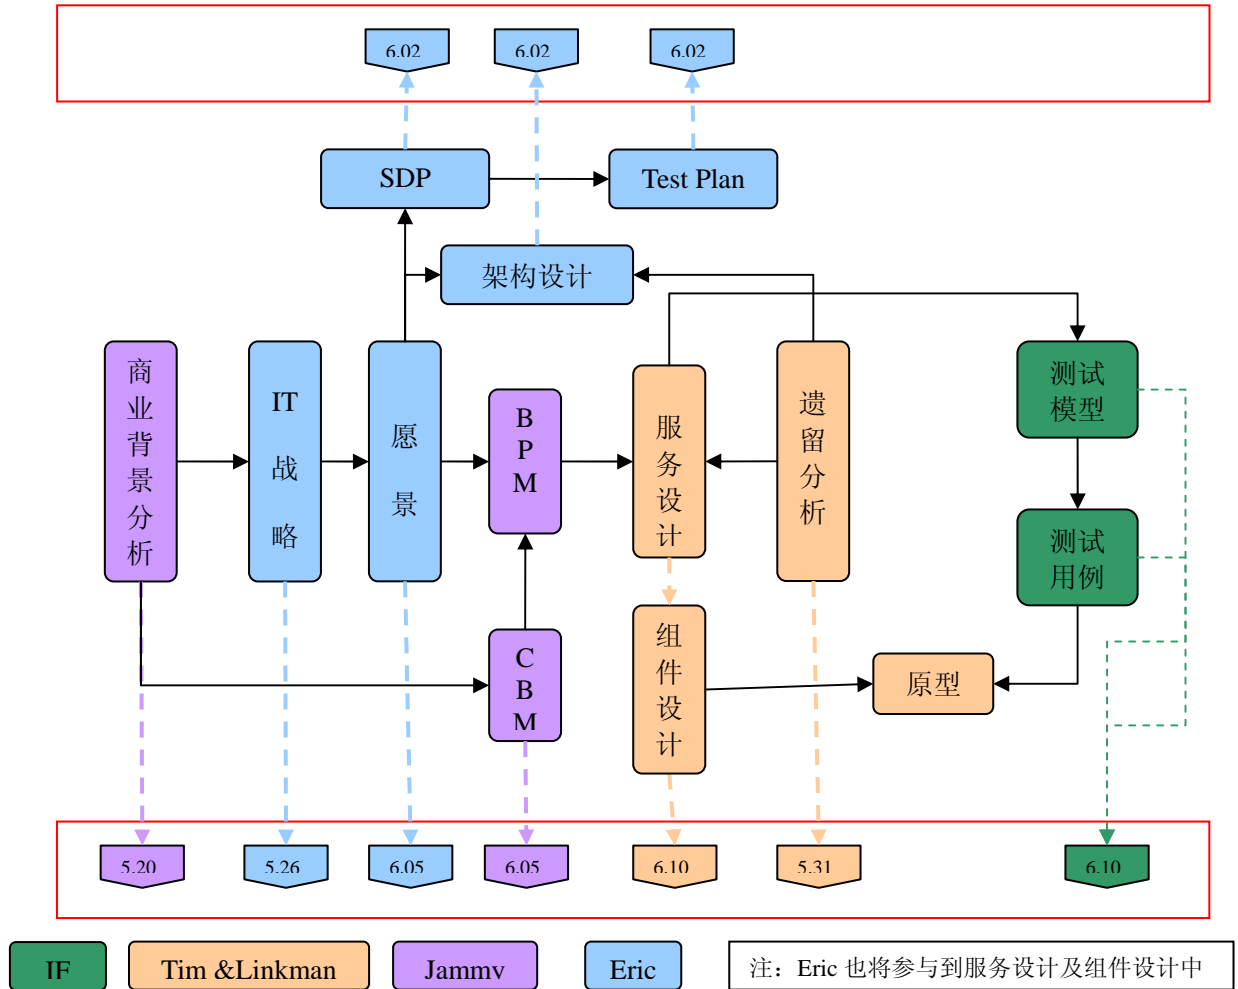 6.02
6.02
6.02
SDP
Test Plan
架构设计
商业背景分析
IT战略
愿景
BPM
服务设计
遗留分析
测试
模型
测试
用例
CBM
组件设计
原型
5.20
5.26
6.05
6.05
6.10
5.31
6.10
IF
Tim &Linkman
Jammy
Eric
注：Eric 也将参与到服务设计及组件设计中